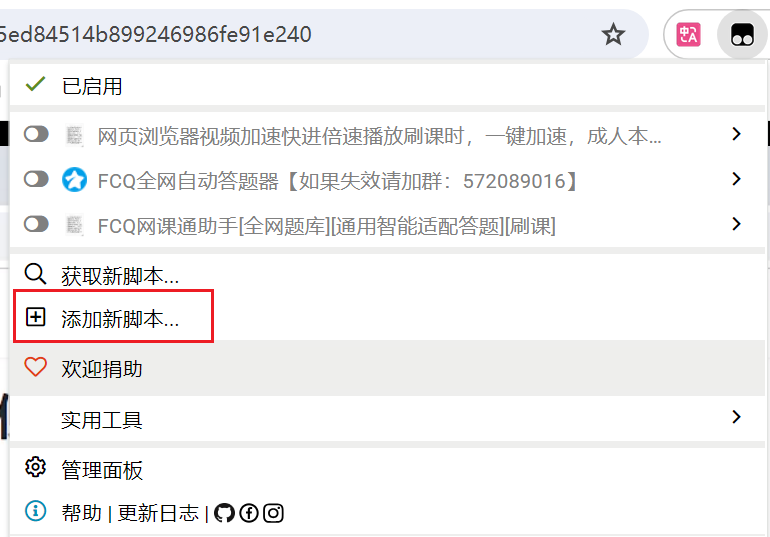 5ed84514b899246986fe91e240
已启用
网页浏览器视频加速快进倍速播放刷课时，一键加速，成人本...
FCQ全网自动答题器【如果失效请加群：572089016】
FCQ网课通助手[全网题库][通用智能适配答题][刷课]
获取新脚本...
添加新脚本...
欢迎捐助
实用工具
管理面板
帮助 | 更新日志 |